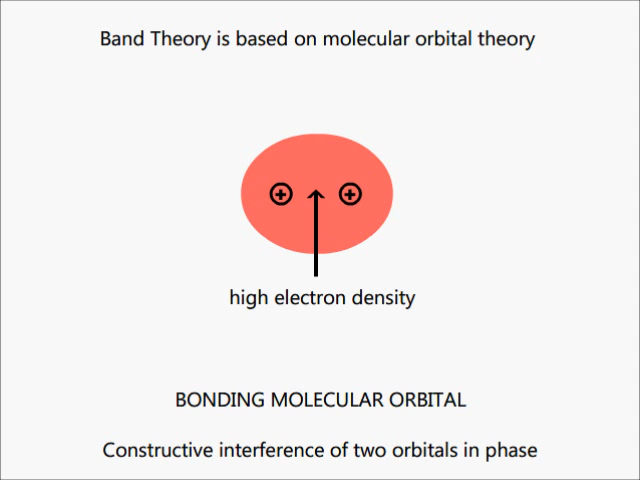 Band Theory is based on molecular orbital theory
high electron density
BONDING MOLECULAR ORBITAL
Constructive interference of two orbitals in phase